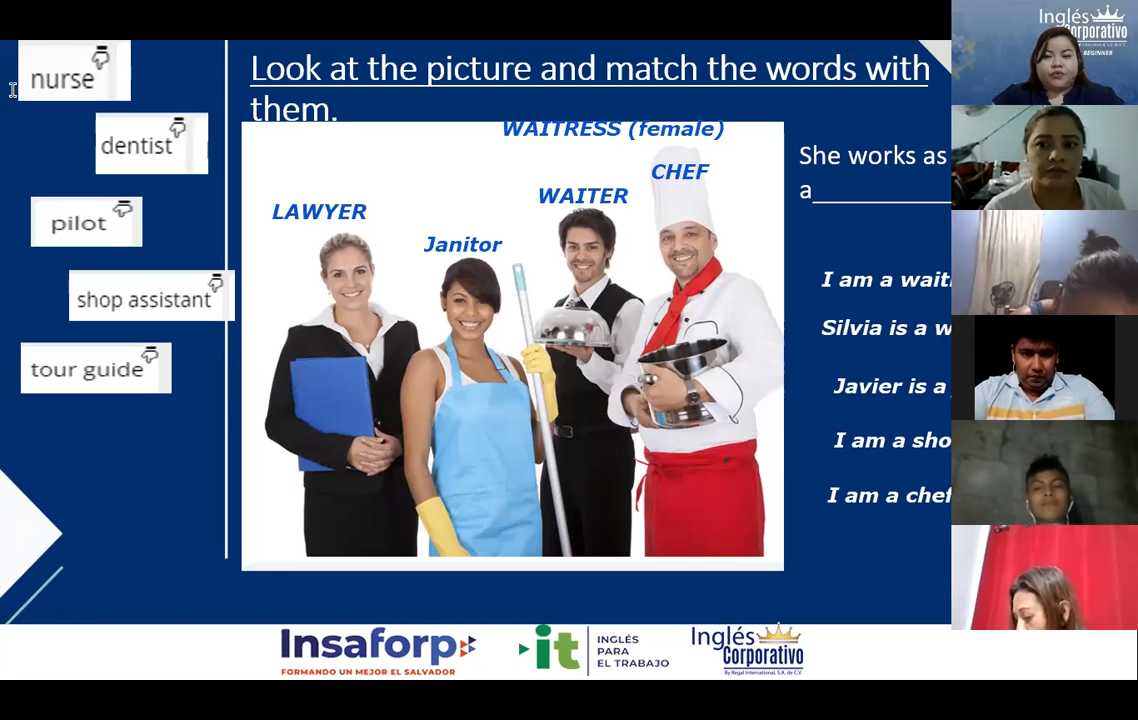 nurse
dentist
pilot
shop assistant
tour guide
Look at the picture and match the words with
them.
WAITRESS (female)
CHEF
WAITER
LAWYER
Janitor
She works as
a
I am a wait
Silvia is a w
Javier is a
I am a sho
I am a chef
Insaforp
FORMANDO UN MEJOR EL SALVADOR
it
INGLÉS
PARA
EL TRABAJO
Inglés
Corporativo
By Regal International, S.A. de C.V.
Inglés
Corporativo
BEGINNER